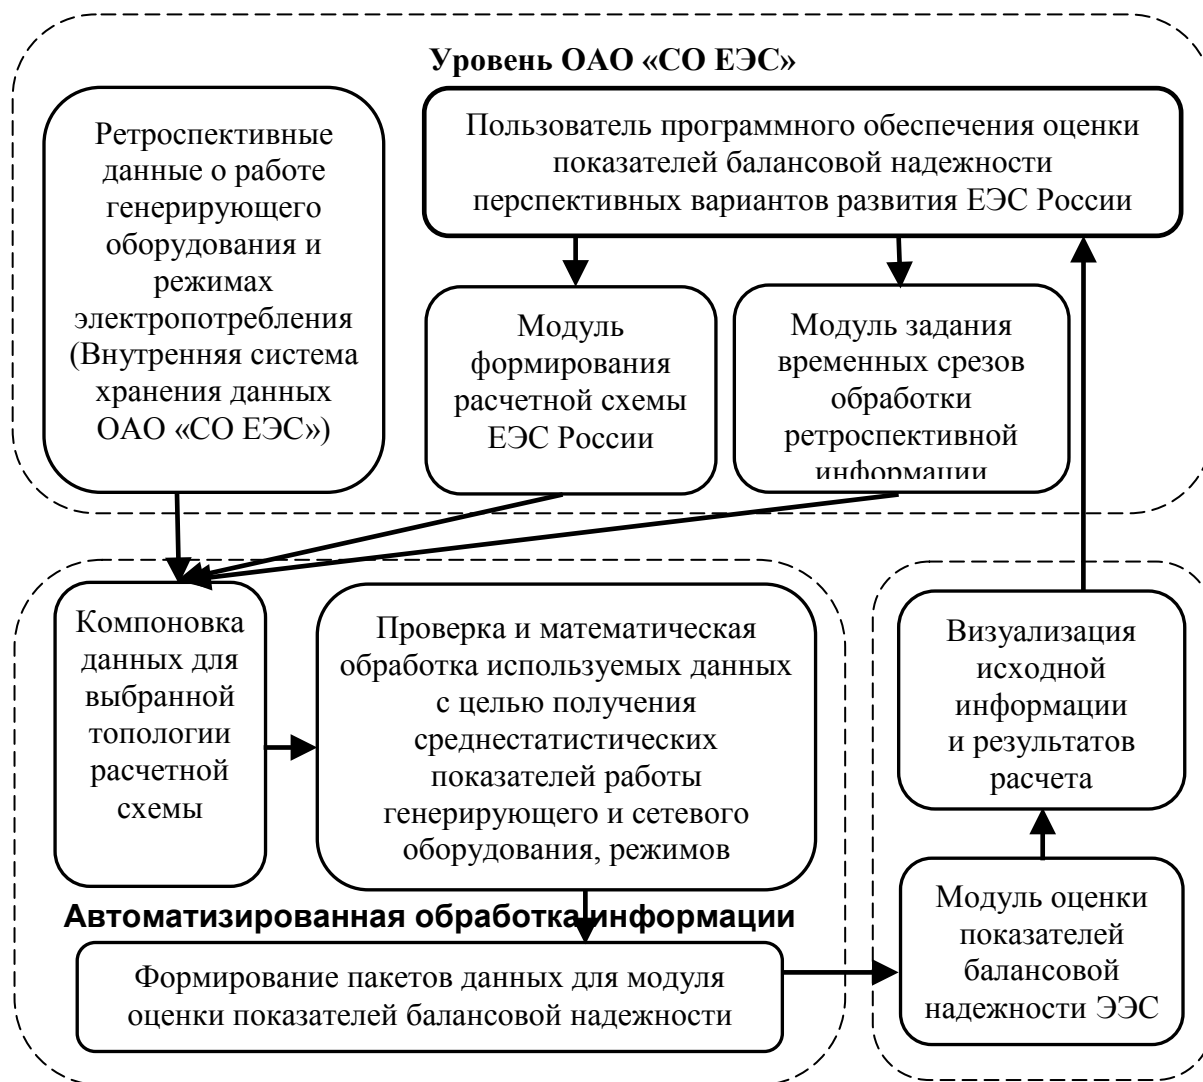 Уровень ОАО «СО ЕЭС»
Ретроспективные
данные о работе
генерирующего
оборудования и
режимах
электропотребления
(Внутренняя система
хранения данных
ОАО «СО ЕЭС»)
Пользователь программного обеспечения оценки
показателей балансовой надежности
перспективных вариантов развития ЕЭС России
Модуль
формирования
расчетной схемы
ЕЭС России
Модуль задания
временных срезов
обработки
ретроспективной
информации
Компоновка
данных для
выбранной
топологии
расчетной
схемы
Проверка и математическая
обработка используемых данных
с целью получения
среднестатистических
показателей работы
генерирующего и сетевого
оборудования, режимов
Автоматизированная обработка информации
Формирование пакетов данных для модуля
оценки показателей балансовой надежности
Визуализация
исходной
информации
и результатов
расчета
Модуль оценки
показателей
балансовой
надежности ЭЭС